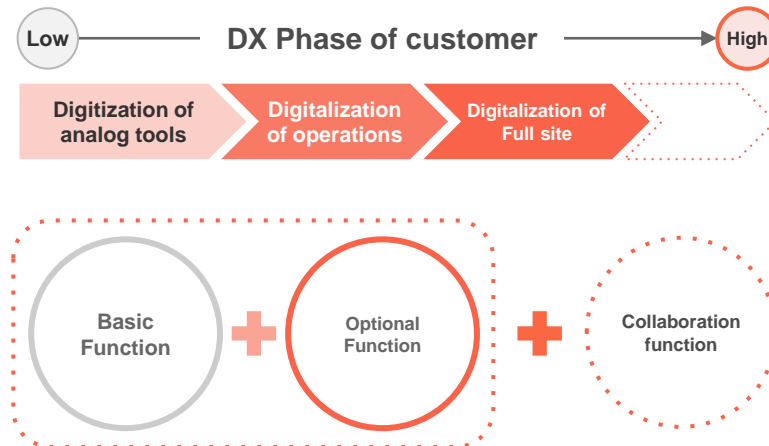 Low
DX Phase of customer
High
Digitization of
analog tools
Digitalization
of operations
Digitalization of
Full site
Basic
Function
Optional
Function
Collaboration
function